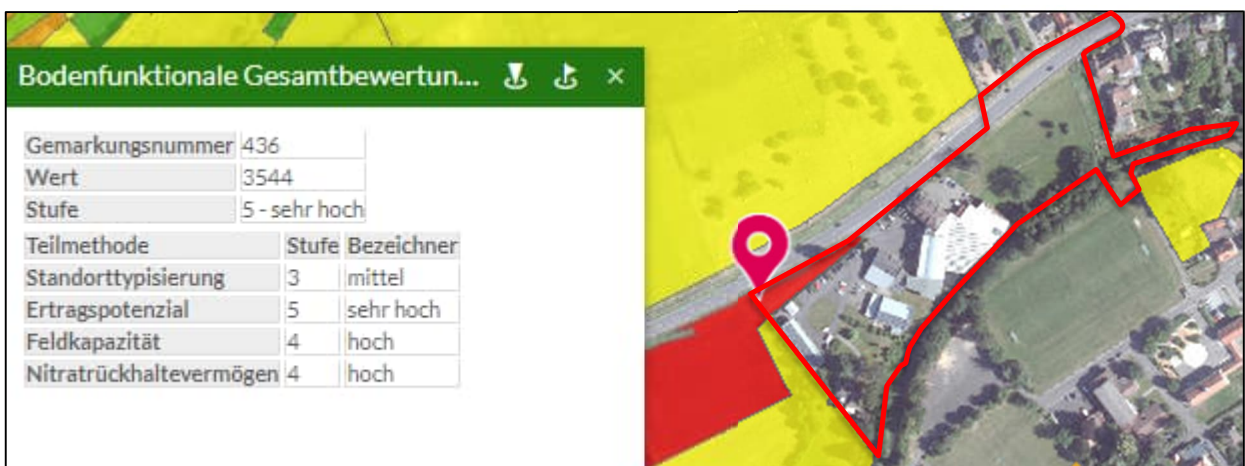 Bodenfunktionale Gesamtbewertun...
Gemarkungsnummer 436
Wert 3544
Stufe 5 - sehr hoch
Teilmethode Stufe Bezeichner
Standorttypisierung 3 mittel
Ertragspotenzial 5 sehr hoch
Feldkapazität 4 hoch
Nitratrückhaltevermögen 4 hoch